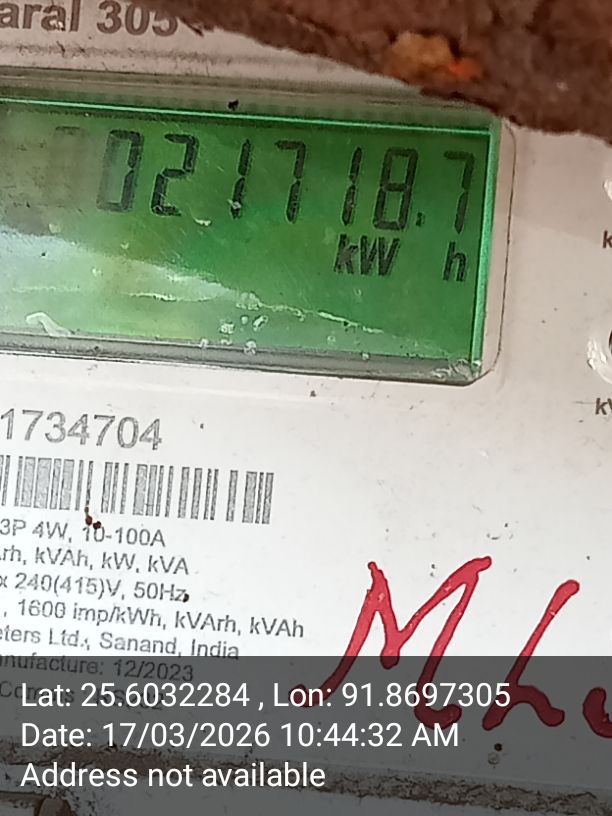 aral 305
021718.7
kW h
1734704
3P 4W, 10-100A
rh, kVAh, kW, kVA
x 240(415)V, 50Hz
, 1600 imp/kWh, kVArh, kVAh
eters Ltd., Sanand, India
anufacture: 12/2023
ML
Lat: 25.6032284 , Lon: 91.8697305
Date: 17/03/2026 10:44:32 AM
Address not available